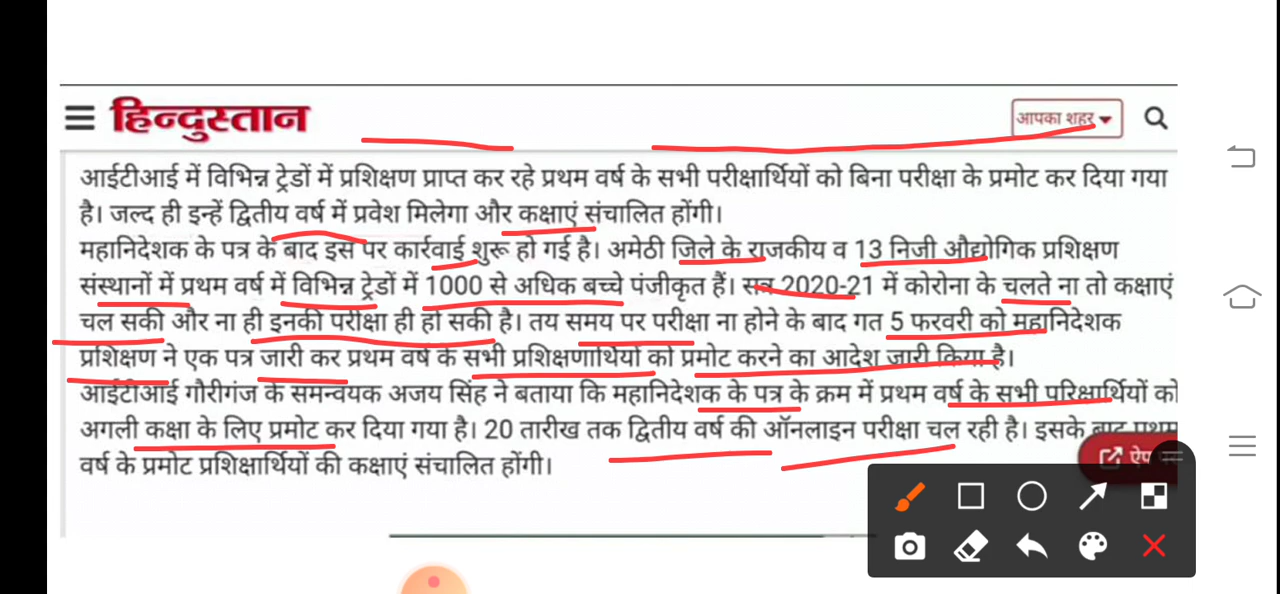 हिन्दुस्तान
आपका शहर
आईटीआई में विभिन्न ट्रेडों में प्रशिक्षण प्राप्त कर रहे प्रथम वर्ष के सभी परीक्षार्थियों को बिना परीक्षा के प्रमोट कर दिया गया
है। जल्द ही इन्हें द्वितीय वर्ष में प्रवेश मिलेगा और कक्षाएं संचालित होंगी।
महानिदेशक के पत्र के बाद इस पर कार्रवाई शुरू हो गई है। अमेठी जिले के राजकीय व 13 निजी औद्योगिक प्रशिक्षण
संस्थानों में प्रथम वर्ष में विभिन्न ट्रेडों में 1000 से अधिक बच्चे पंजीकृत हैं। सत्र 2020-21 में कोरोना के चलते ना तो कक्षाएं
चल सकी और ना ही इनकी परीक्षा ही हो सकी है। तय समय पर परीक्षा ना होने के बाद गत 5 फरवरी को महानिदेशक
प्रशिक्षण ने एक पत्र जारी कर प्रथम वर्ष के सभी प्रशिक्षणार्थियों को प्रमोट करने का आदेश जारी किया है।
आईटीआई गौरीगंज के समन्वयक अजय सिंह ने बताया कि महानिदेशक के पत्र के क्रम में प्रथम वर्ष के सभी परिक्षार्थियों को
अगली कक्षा के लिए प्रमोट कर दिया गया है। 20 तारीख तक द्वितीय वर्ष की ऑनलाइन परीक्षा चल रही है। इसके बाद प्रथम
वर्ष के प्रमोट प्रशिक्षार्थियों की कक्षाएं संचालित होंगी।